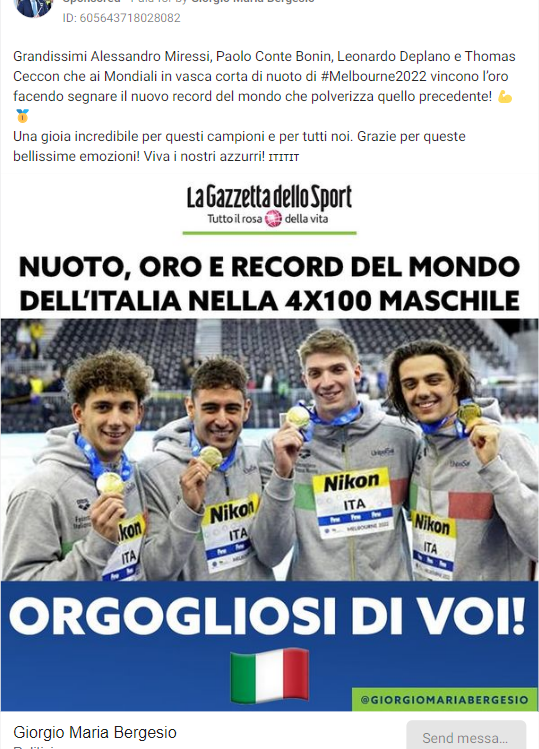 Sponsored • Paid for by Giorgio Maria Bergesio
ID: 605643718028082
Grandissimi Alessandro Miressi, Paolo Conte Bonin, Leonardo Deplano e Thomas
Ceccon che ai Mondiali in vasca corta di nuoto di #Melbourne2022 vincono l’oro
facendo segnare il nuovo record del mondo che polverizza quello precedente! 💪
🥇
Una gioia incredibile per questi campioni e per tutti noi. Grazie per queste
bellissime emozioni! Viva i nostri azzurri! ITITIT
La Gazzetta dello Sport
Tutto il rosa della vita
NUOTO, ORO E RECORD DEL MONDO
DELL’ITALIA NELLA 4X100 MASCHILE
Nikon
ITA
MELBOURNE 2022
Nikon
ITA
Nikon
ITA
ikon
ITA
ORGOGLIOSI DI VOI!
@GIORGIOMARIABERGESIO
Giorgio Maria Bergesio
Send messa...